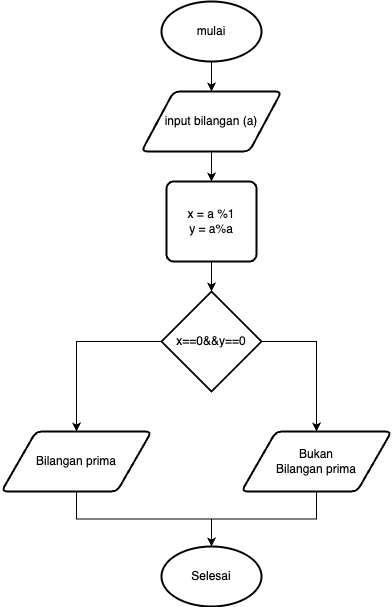 mulai
input bilangan (a)
x = a %1
y = a%a
x==0&&y==0
Bilangan prima
Bukan
Bilangan prima
Selesai